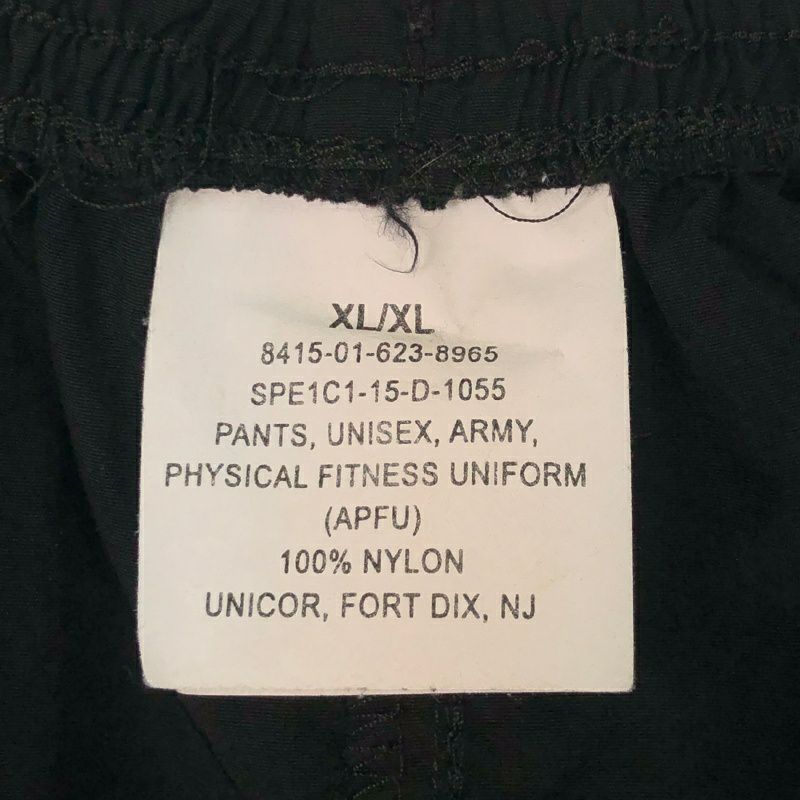 XL/XL
8415-01-623-8965
SPE1C1-15-D-1055
PANTS, UNISEX, ARMY,
PHYSICAL FITNESS UNIFORM
(APFU)
100% NYLON
UNICOR, FORT DIX, NJ